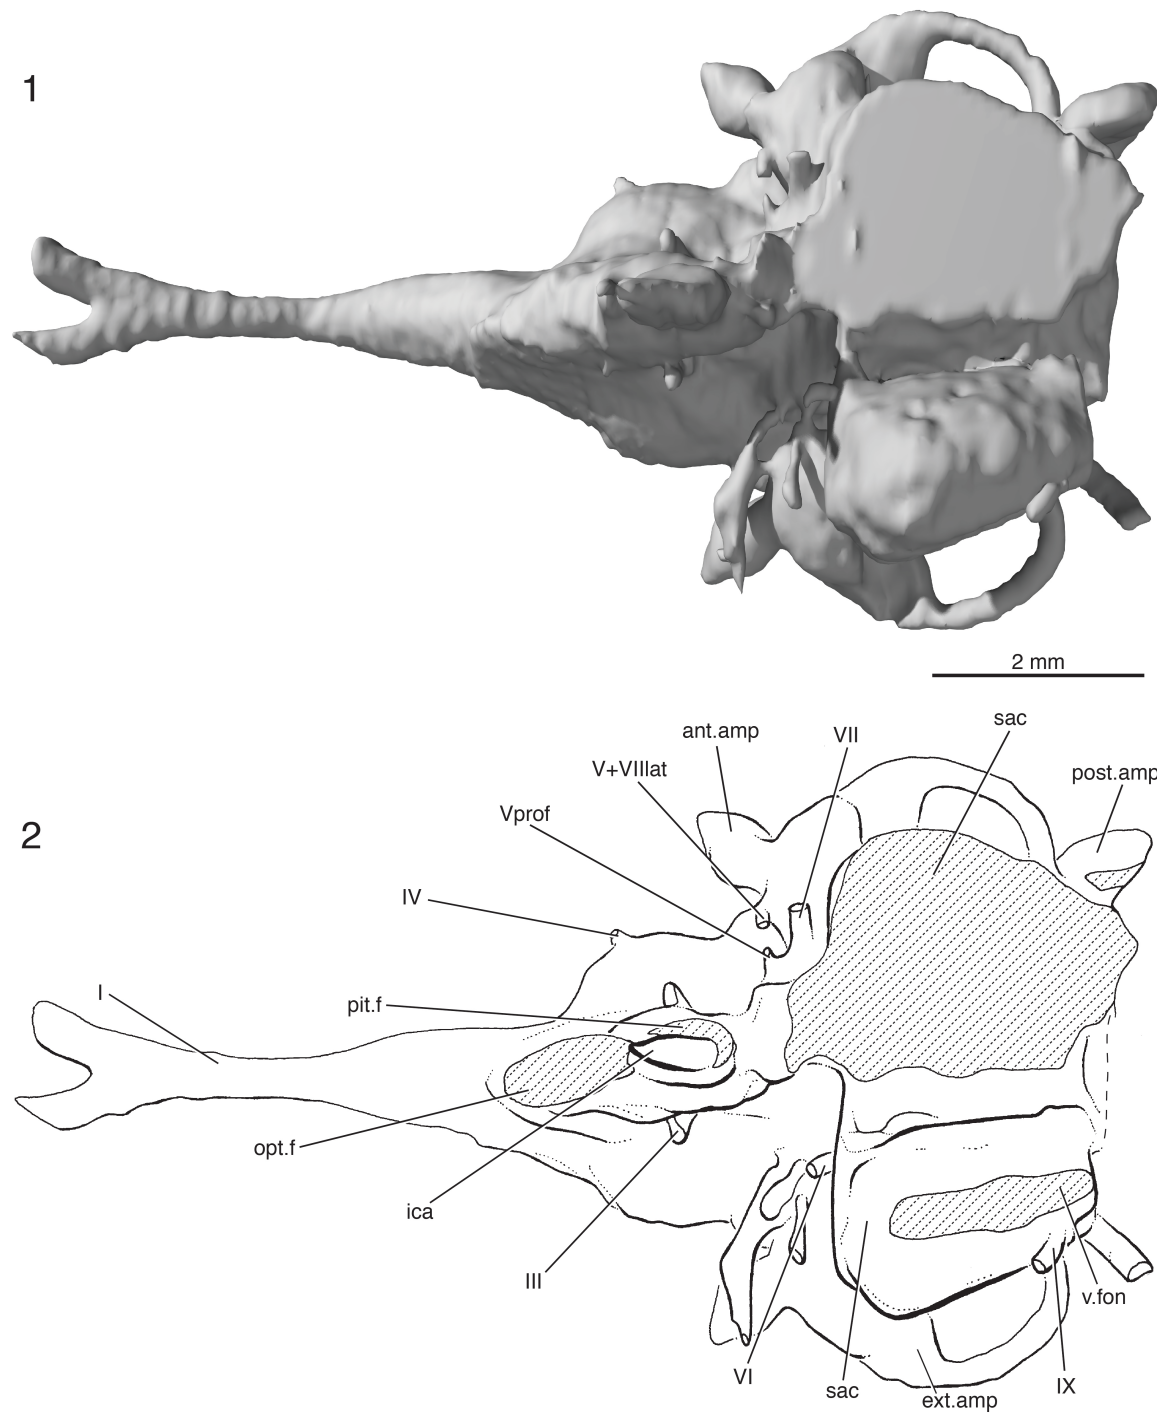 1
2 mm
sac
ant.amp
VII
V+VIIlat
post.amp
Vprof
2
IV
I
pit.f
opt.f
ica
III
v.fon
VI
sac
ext.amp
IX